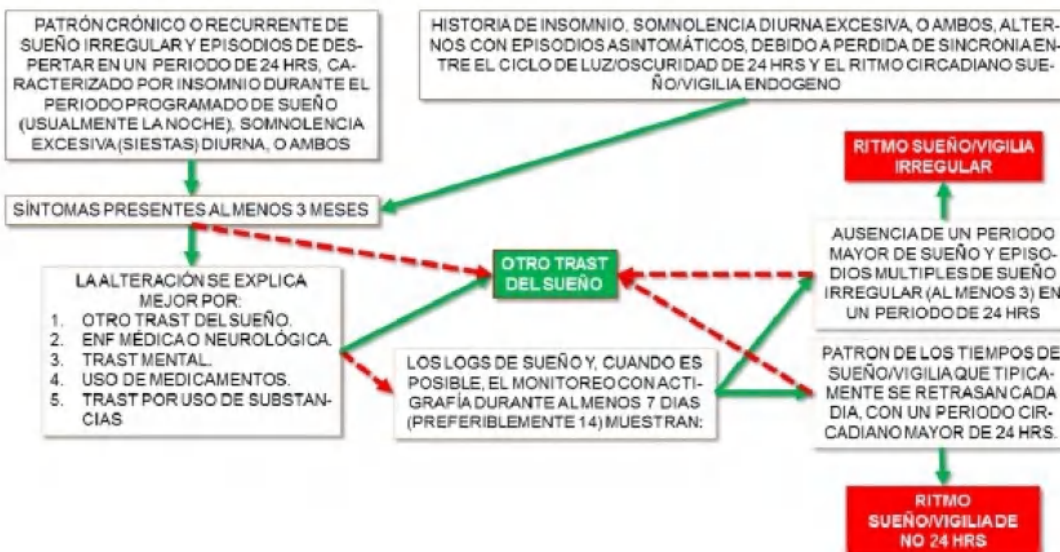 PATRÓN CRÓNICO O RECURRENTE DE
SUEÑO IRREGULAR Y EPISODIOS DE DES-
PERTAR EN UN PERIODO DE 24 HRS, CA-
RACTERIZADO POR INSOMNIO DURANTE EL
PERIODO PROGRAMADO DE SUEÑO
(USUALMENTE LA NOCHE), SOMNOLENCIA
EXCESIVA (SIESTAS) DIURNA, O AMBOS
HISTORIA DE INSOMNIO, SOMNOLENCIA DIURNA EXCESIVA, O AMBOS, ALTER-
NOS CON EPISODIOS ASINTOMÁTICOS, DEBIDO A PERDIDA DE SINCRONIA EN-
TRE EL CICLO DE LUZ/OSCURIDAD DE 24 HRS Y EL RITMO CIRCADIANO SUE-
ÑO/VIGILIA ENDOGENO
SÍNTOMAS PRESENTES AL MENOS 3 MESES
LA ALTERACIÓN SE EXPLICA
MEJOR POR:
1. OTRO TRAST DEL SUEÑO.
2. ENF MÉDICA O NEUROLÓGICA.
3. TRAST MENTAL.
4. USO DE MEDICAMENTOS.
5. TRAST POR USO DE SUBSTAN-
CIAS
OTRO TRAST
DEL SUEÑO
LOS LOGS DE SUEÑO Y, CUANDO ES
POSIBLE, EL MONITOREO CON ACTI-
GRAFÍA DURANTE AL MENOS 7 DIAS
(PREFERIBLEMENTE 14) MUESTRAN:
RITMO SUEÑO/VIGILIA
IRREGULAR
AUSENCIA DE UN PERIODO
MAYOR DE SUEÑO Y EPISO-
DIOS MULTIPLES DE SUEÑO
IRREGULAR (AL MENOS 3) EN
UN PERIODO DE 24 HRS
PATRON DE LOS TIEMPOS DE
SUEÑO/VIGILIA QUE TIPICA-
MENTE SE RETRASAN CADA
DIA, CON UN PERIODO CIR-
CADIANO MAYOR DE 24 HRS.
RITMO
SUEÑO/VIGILIA DE
NO 24 HRS